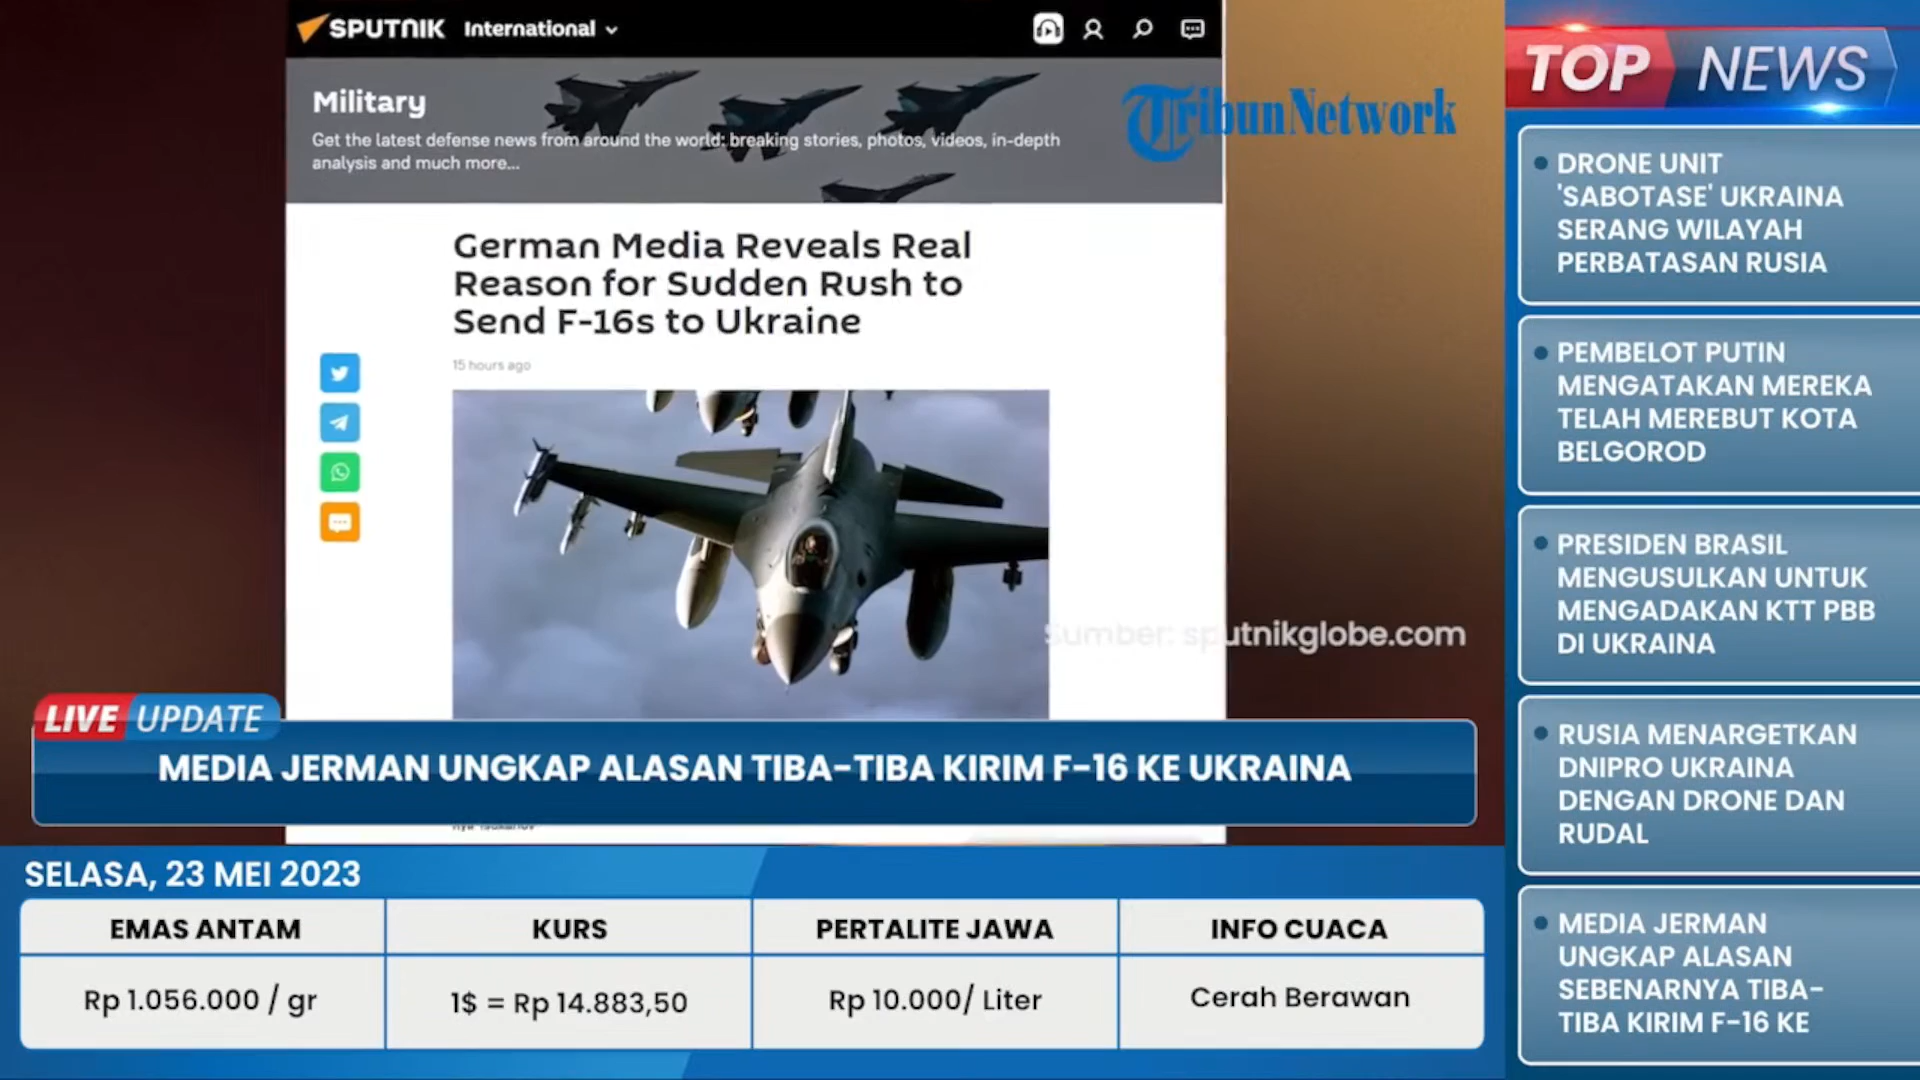 SPUTNIK International
Military
Get the latest defense news from around the world: breaking stories, photos, videos, in-depth
analysis and much more...
TribunNetwork
German Media Reveals Real
Reason for Sudden Rush to
Send F-16s to Ukraine
15 hours ago
Sumber: sputnikglobe.com
LIVE UPDATE
MEDIA JERMAN UNGKAP ALASAN TIBA-TIBA KIRIM F-16 KE UKRAINA
SELASA, 23 MEI 2023
EMAS ANTAM KURS PERTALITE JAWA INFO CUACA
Rp 1.056.000 / gr 1$ = Rp 14.883,50 Rp 10.000/ Liter Cerah Berawan
TOP NEWS
DRONE UNIT
'SABOTASE' UKRAINA
SERANG WILAYAH
PERBATASAN RUSIA
PEMBELOT PUTIN
MENGATAKAN MEREKA
TELAH MEREBUT KOTA
BELGOROD
PRESIDEN BRASIL
MENGUSULKAN UNTUK
MENGADAKAN KTT PBB
DI UKRAINA
RUSIA MENARGETKAN
DNIPRO UKRAINA
DENGAN DRONE DAN
RUDAL
MEDIA JERMAN
UNGKAP ALASAN
SEBENARNYA TIBA-
TIBA KIRIM F-16 KE